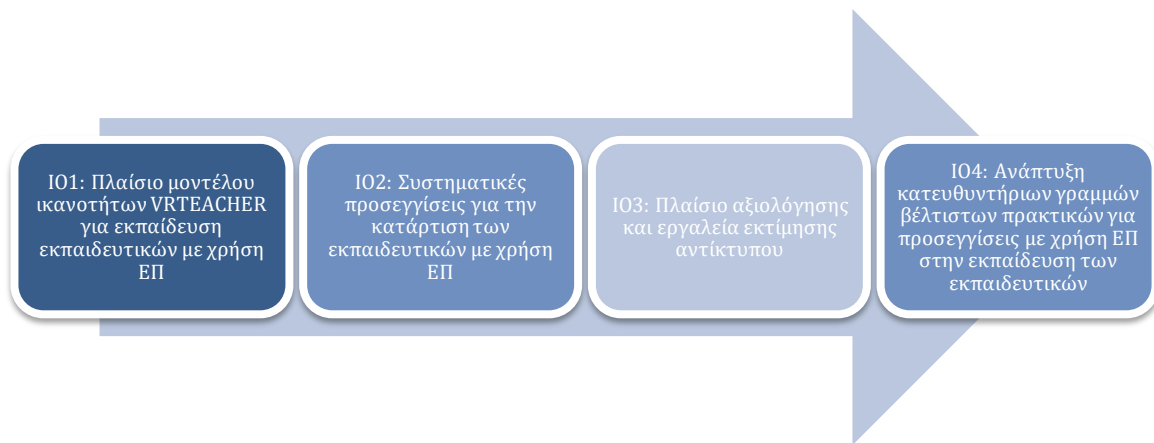 IO1: Πλαίσιο μοντέλου
ικανοτήτων VRTEACHER
για εκπαίδευση
εκπαιδευτικών με χρήση
ΕΠ
IO2: Συστηματικές
προσεγγίσεις για την
κατάρτιση των
εκπαιδευτικών με χρήση
ΕΠ
IO3: Πλαίσιο αξιολόγησης
και εργαλεία εκτίμησης
αντίκτυπου
IO4: Ανάπτυξη
κατευθυντήριων γραμμών
βέλτιστων πρακτικών για
προσεγγίσεις με χρήση ΕΠ
στην εκπαίδευση των
εκπαιδευτικών